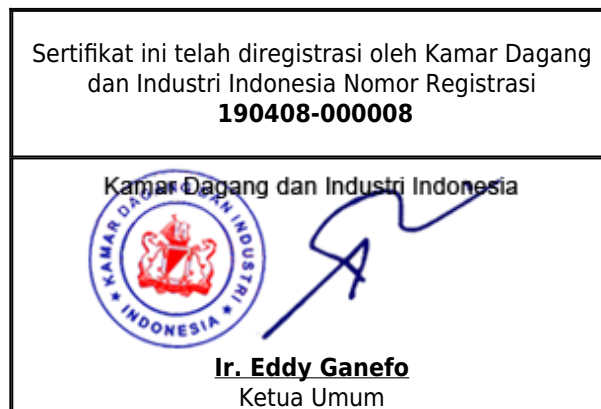 Sertifikat ini telah diregistrasi oleh Kamar Dagang
dan Industri Indonesia Nomor Registrasi
190408-000008
Kamar Dagang dan Industri Indonesia
KAMAR DAGANG DAN INDUSTRI
INDONESIA
Ir. Eddy Ganefo
Ketua Umum